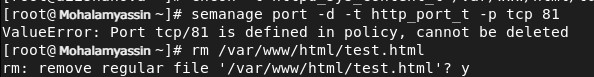 [root@Mohalamyassin ~]# semanage port -d -t http_port_t -p tcp 81
ValueError: Port tcp/81 is defined in policy, cannot be deleted
[root@Mohalamyassin ~]# rm /var/www/html/test.html
rm: remove regular file '/var/www/html/test.html'? y